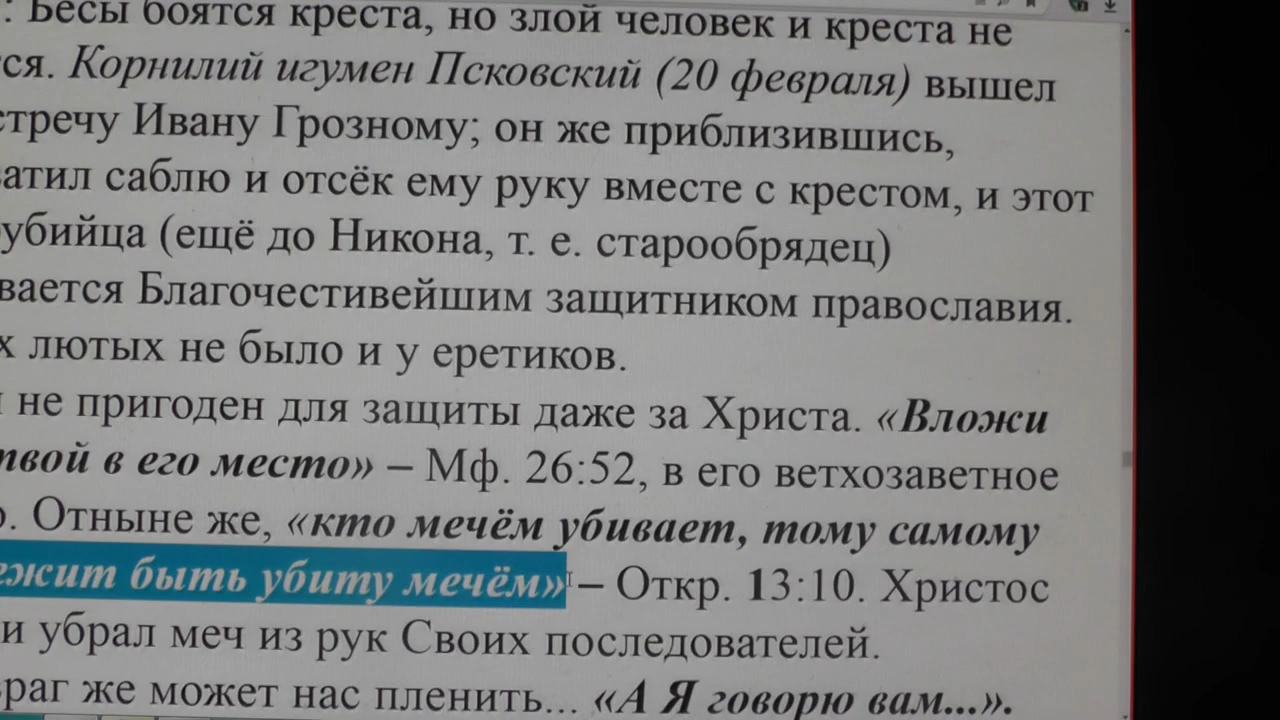 : Бесы боятся креста, но злой человек и креста не
ся. Корнилий игумен Псковский (20 февраля) вышел
стречу Ивану Грозному; он же приблизившись,
атил саблю и отсёк ему руку вместе с крестом, и этот
убийца (ещё до Никона, т. е. старообрядец)
вается Благочестивейшим защитником православия.
х лютых не было и у еретиков.
не пригоден для защиты даже за Христа. «Вложи
твой в его место» – Мф. 26:52, в его ветхозаветное
о. Отныне же, «кто мечём убивает, тому самому
ежит быть убиту мечём» – Откр. 13:10. Христос
и убрал меч из рук Своих последователей.
раг же может нас пленить... «А Я говорю вам...».